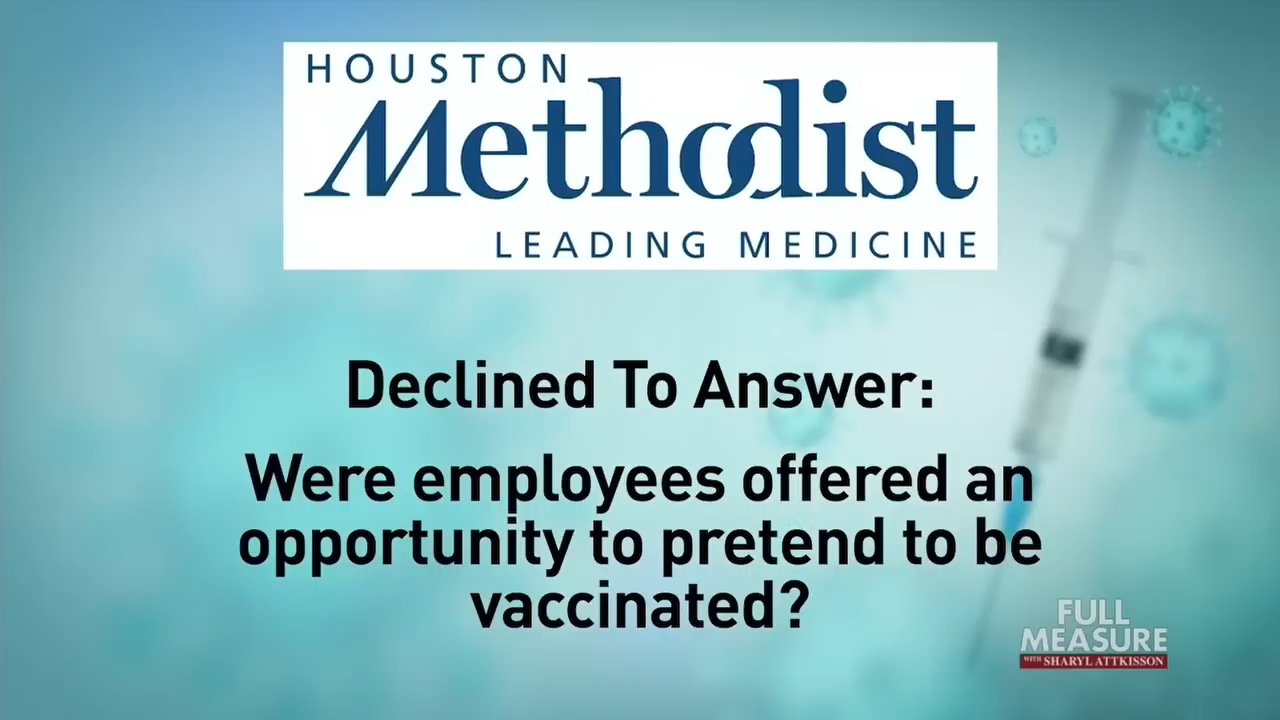 HOUSTON
Methodist
LEADING MEDICINE
Declined To Answer:
Were employees offered an
opportunity to pretend to be
vaccinated?
FULL
MEASURE
WITH SHARYL ATTKISSON